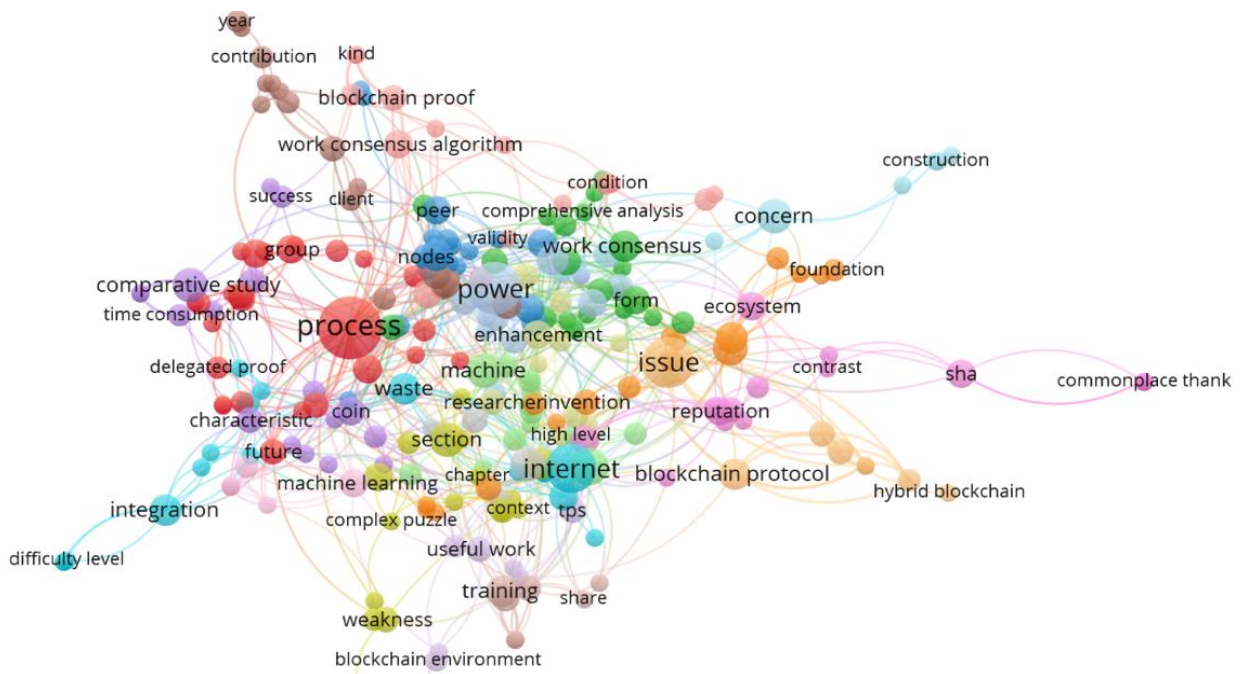 year
contribution
kind
blockchain proof
work consensus algorithm
construction
condition
success
client
peer
comprehensive analysis
concern
validity
work consensus
group
nodes
foundation
comparative study
power
form
ecosystem
time consumption
process
enhancement
issue
delegated proof
machine
contrast
sha
commonplace thank
waste
researcherinvention
reputation
characteristic
coin
high level
section
future
internet
blockchain protocol
machine learning
chapter
hybrid blockchain
integration
context
tps
complex puzzle
difficulty level
useful work
training
share
weakness
blockchain environment